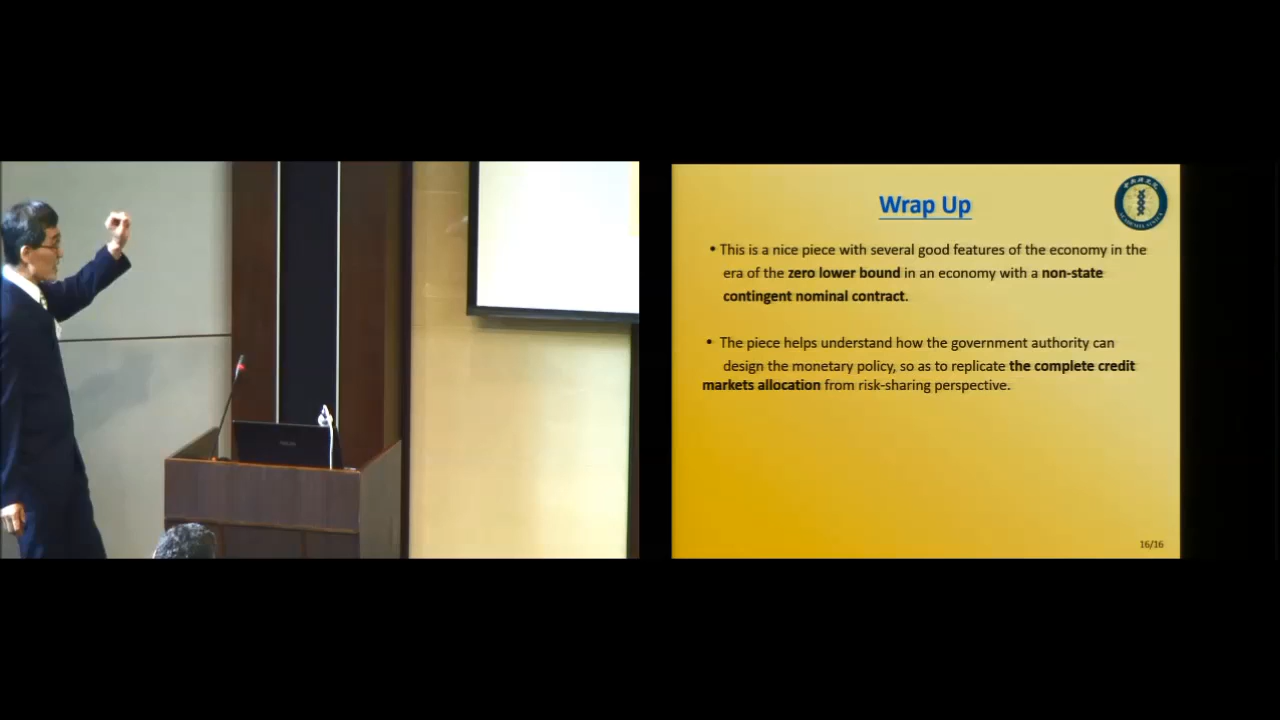 Wrap Up
• This is a nice piece with several good features of the economy in the
era of the zero lower bound in an economy with a non-state
contingent nominal contract.
• The piece helps understand how the government authority can
design the monetary policy, so as to replicate the complete credit
markets allocation from risk-sharing perspective.
16/16